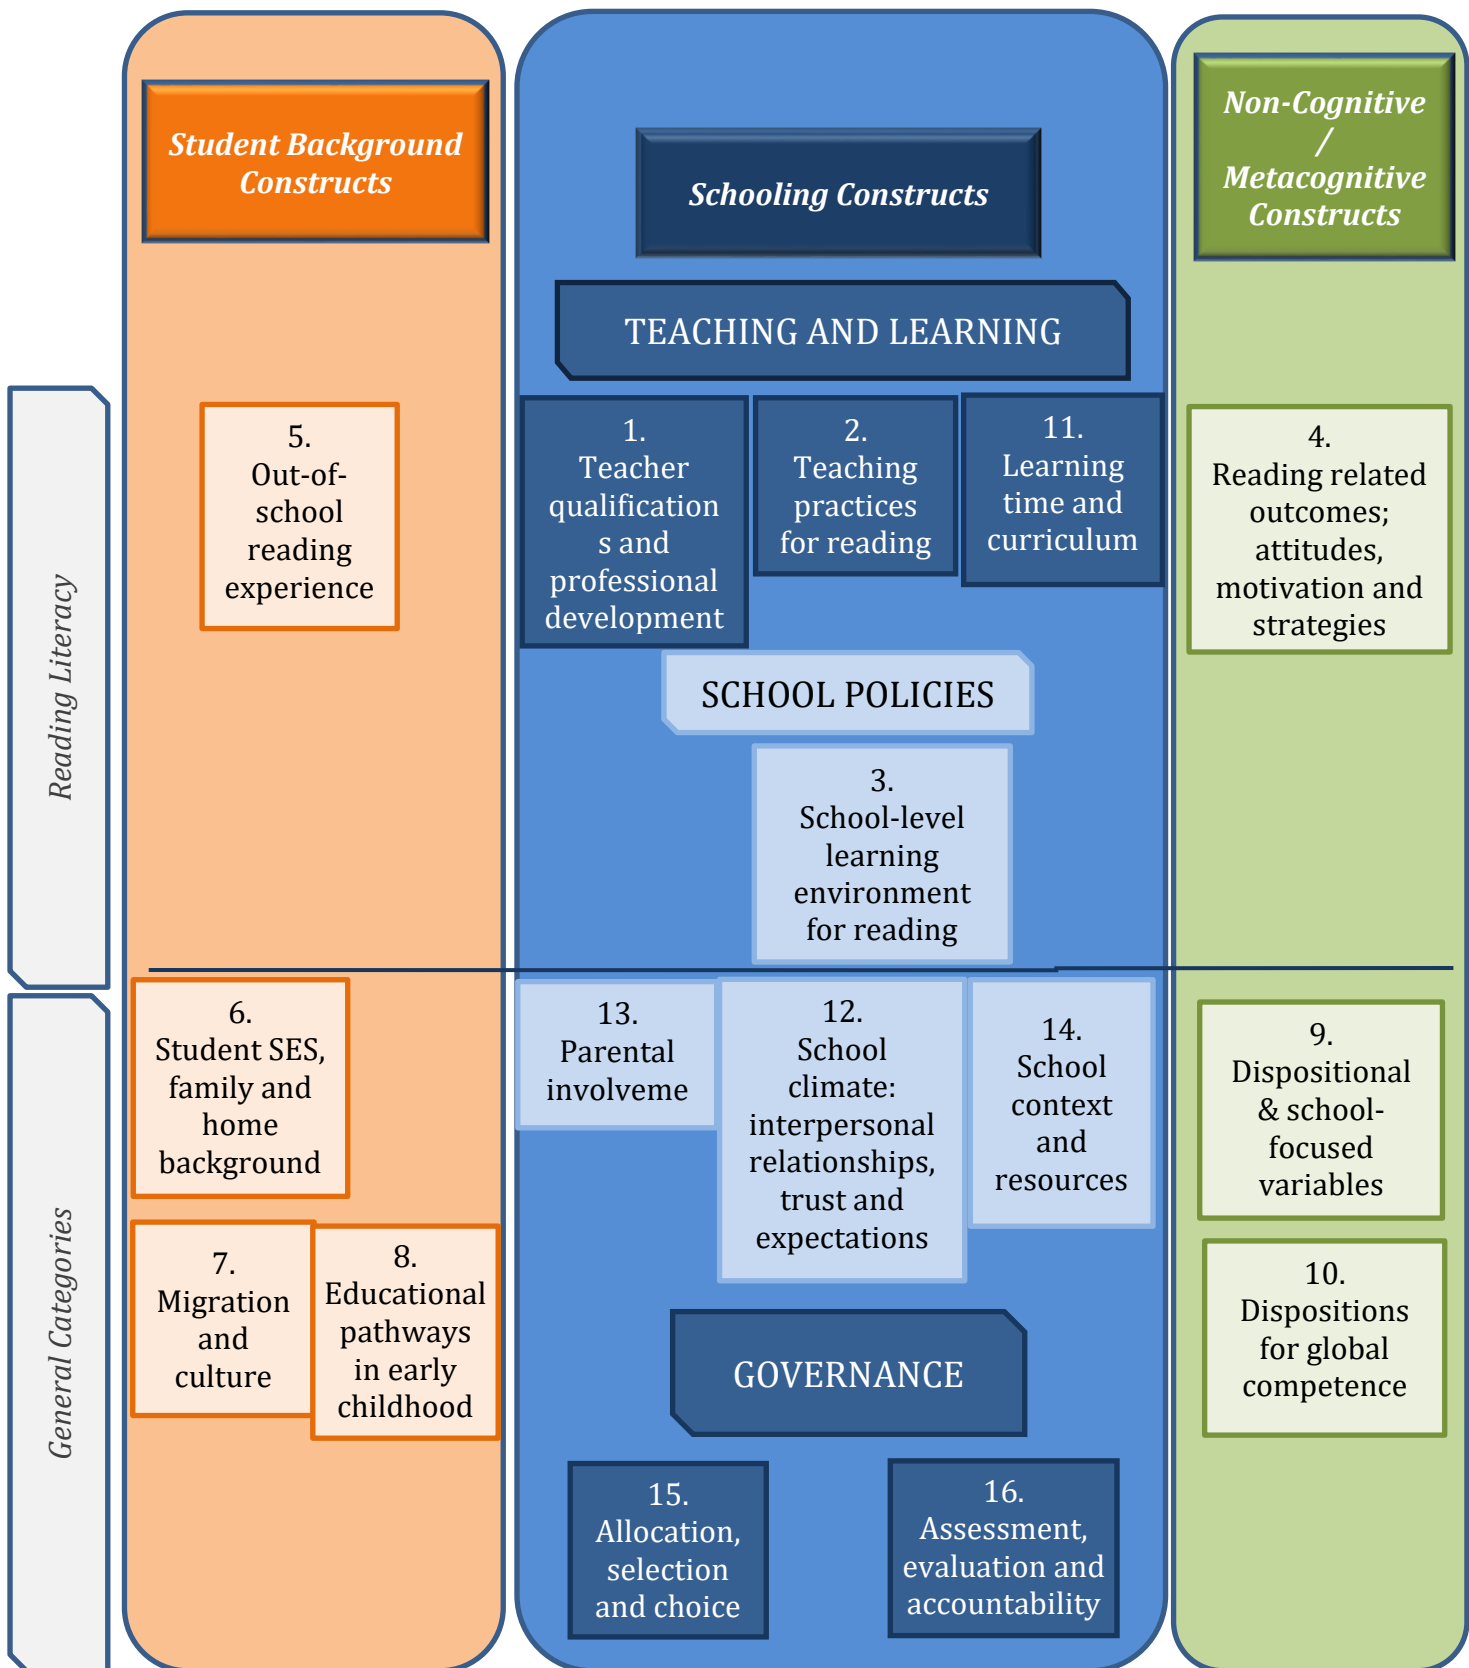 Student Background
Constructs
Schooling Constructs
Non-Cognitive
/
Metacognitive
Constructs
TEACHING AND LEARNING
Reading Literacy
5.
Out-of-
school
reading
experience
1.
Teacher
qualification
s and
professional
development
2.
Teaching
practices
for reading
11.
Learning
time and
curriculum
4.
Reading related
outcomes;
attitudes,
motivation and
strategies
SCHOOL POLICIES
3.
School-level
learning
environment
for reading
General Categories
6.
Student SES,
family and
home
background
13.
Parental
involveme
12.
School
climate:
interpersonal
relationships,
trust and
expectations
14.
School
context
and
resources
9.
Dispositional
& school-
focused
variables
7.
Migration
and
culture
8.
Educational
pathways
in early
childhood
10.
Dispositions
for global
competence
GOVERNANCE
15.
Allocation,
selection
and choice
16.
Assessment,
evaluation and
accountability